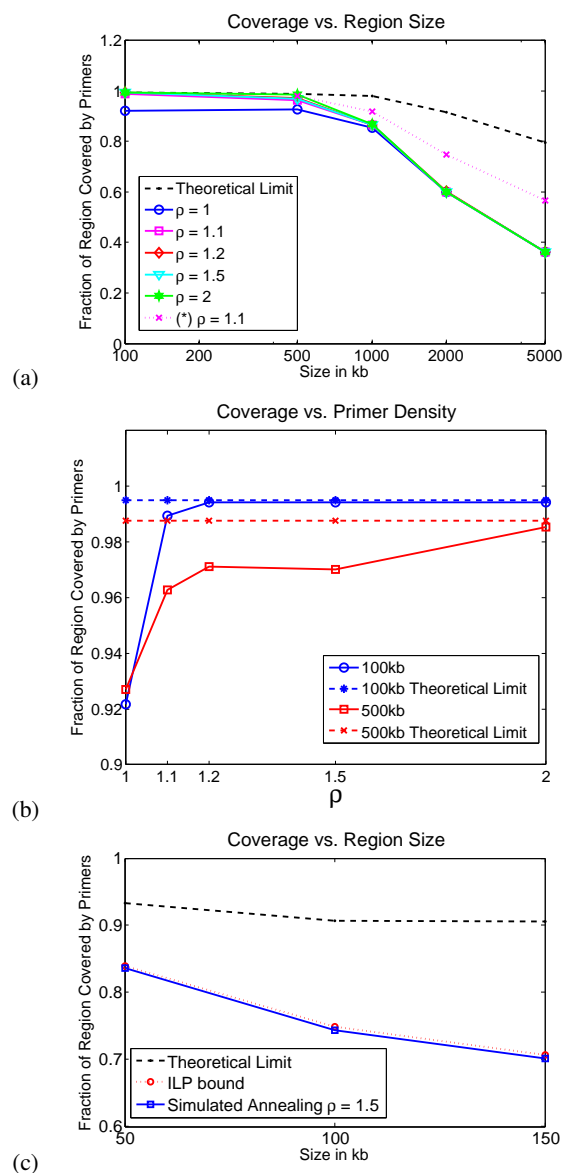 Coverage vs. Region Size
1.2
1
0.8
0.6
0.4
0.2
0
Fraction of Region Covered by Primers
Theoretical Limit
ρ = 1
ρ = 1.1
ρ = 1.2
ρ = 1.5
ρ = 2
(*) ρ = 1.1
100 200 500 1000 2000 5000
Size in kb
(a)
Coverage vs. Primer Density
1
0.98
0.96
0.94
0.92
0.9
Fraction of Region Covered by Primers
100kb
100kb Theoretical Limit
500kb
500kb Theoretical Limit
1 1.1 1.2 1.5 2
ρ
(b)
Coverage vs. Region Size
1
0.9
0.8
0.7
0.6
Fraction of Region Covered by Primers
Theoretical Limit
ILP bound
Simulated Annealing ρ = 1.5
50 100 150
Size in kb
(c)